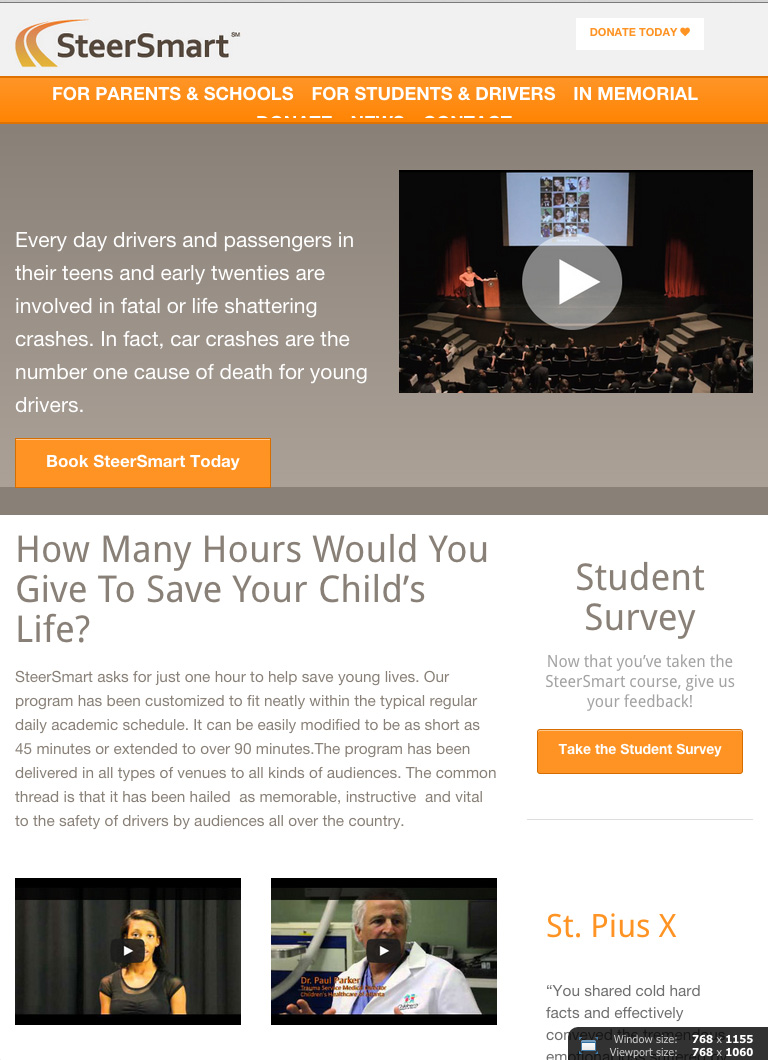 SteerSmart℠
DONATE TODAY
FOR PARENTS & SCHOOLS FOR STUDENTS & DRIVERS IN MEMORIAL
DONATE NEWS CONTACT
Every day drivers and passengers in
their teens and early twenties are
involved in fatal or life shattering
crashes. In fact, car crashes are the
number one cause of death for young
drivers.
Book SteerSmart Today
How Many Hours Would You
Give To Save Your Child’s
Life?
SteerSmart asks for just one hour to help save young lives. Our
program has been customized to fit neatly within the typical regular
daily academic schedule. It can be easily modified to be as short as
45 minutes or extended to over 90 minutes.The program has been
delivered in all types of venues to all kinds of audiences. The common
thread is that it has been hailed  as memorable, instructive  and vital
to the safety of drivers by audiences all over the country.
Dr. Paul Parker
Trauma Service Medical Director
Children's Healthcare of Atlanta
Student
Survey
Now that you’ve taken the
SteerSmart course, give us
your feedback!
Take the Student Survey
St. Pius X
“You shared cold hard
facts and effectively
conveyed the tremendous
emotional
Window size: 768 x 1155
Viewport size: 768 x 1060